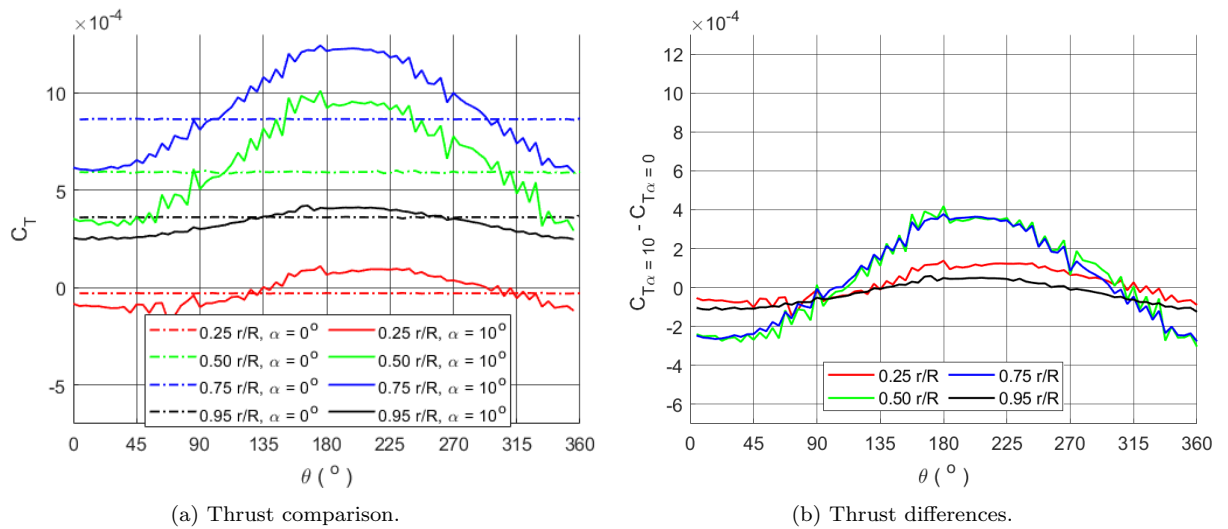 ×10⁻⁴
10
5
0
-5
C_T
0.25 r/R, α = 0°
0.25 r/R, α = 10°
0.50 r/R, α = 0°
0.50 r/R, α = 10°
0.75 r/R, α = 0°
0.75 r/R, α = 10°
0.95 r/R, α = 0°
0.95 r/R, α = 10°
0 45 90 135 180 225 270 315 360
θ ( ° )
(a) Thrust comparison.
×10⁻⁴
12
10
8
6
4
2
0
-2
-4
-6
C_{T α = 10} - C_{T α = 0}
0.25 r/R
0.75 r/R
0.50 r/R
0.95 r/R
0 45 90 135 180 225 270 315 360
θ ( ° )
(b) Thrust differences.